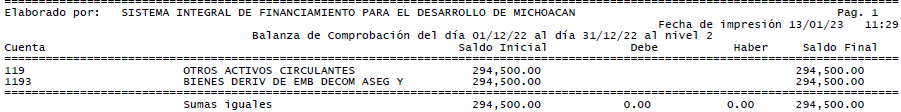 Elaborado por: SISTEMA INTEGRAL DE FINANCIAMIENTO PARA EL DESARROLLO DE MICHOACAN Pag. 1
Fecha de impresión 13/01/23 11:29
Balanza de Comprobación del día 01/12/22 al día 31/12/22 al nivel 2
Cuenta Saldo Inicial Debe Haber Saldo Final
119 OTROS ACTIVOS CIRCULANTES 294,500.00 294,500.00
1193 BIENES DERIV DE EMB DECOM ASEG Y 294,500.00 294,500.00
Sumas iguales 294,500.00 0.00 0.00 294,500.00